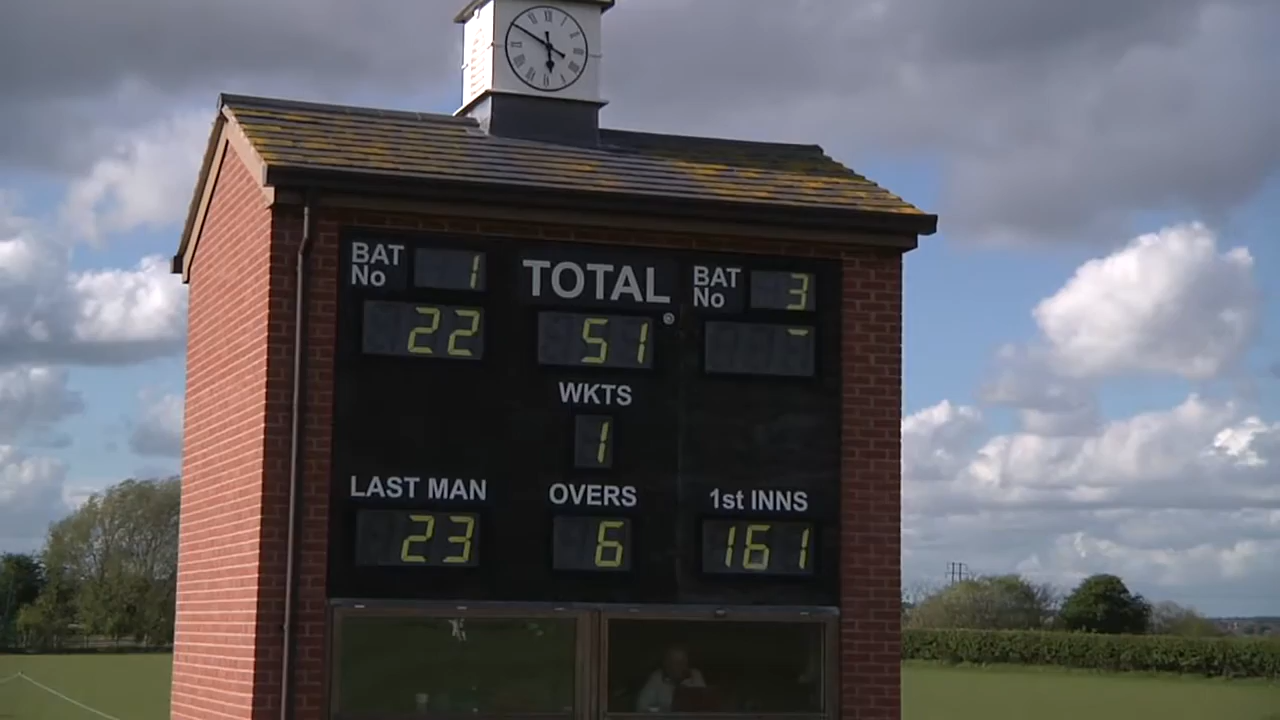 BAT No 1
TOTAL
BAT No 3
22
51
WKTS
1
LAST MAN
OVERS
1st INNS
23
6
161